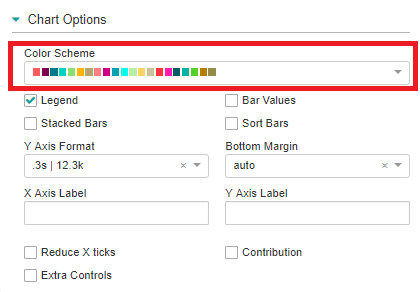 Chart Options
Color Scheme
Legend
Bar Values
Stacked Bars
Sort Bars
Y Axis Format
Bottom Margin
.3s | 12.3k
auto
X Axis Label
Y Axis Label
Reduce X ticks
Contribution
Extra Controls